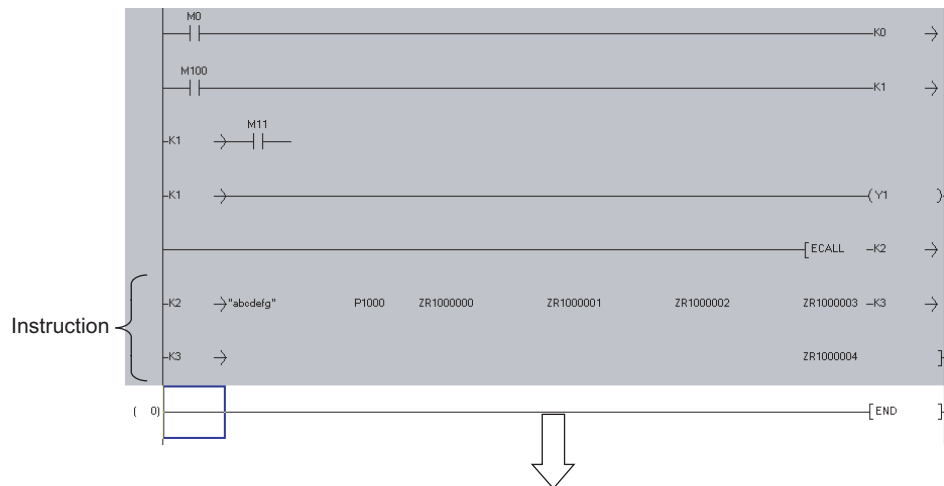 M0
K0
M100
K1
M11
K1
K1 Y1
ECALL K2
K2 "abcdefg" P1000 ZR1000000 ZR1000001 ZR1000002 ZR1000003 K3
Instruction
K3 ZR1000004
( 0) END